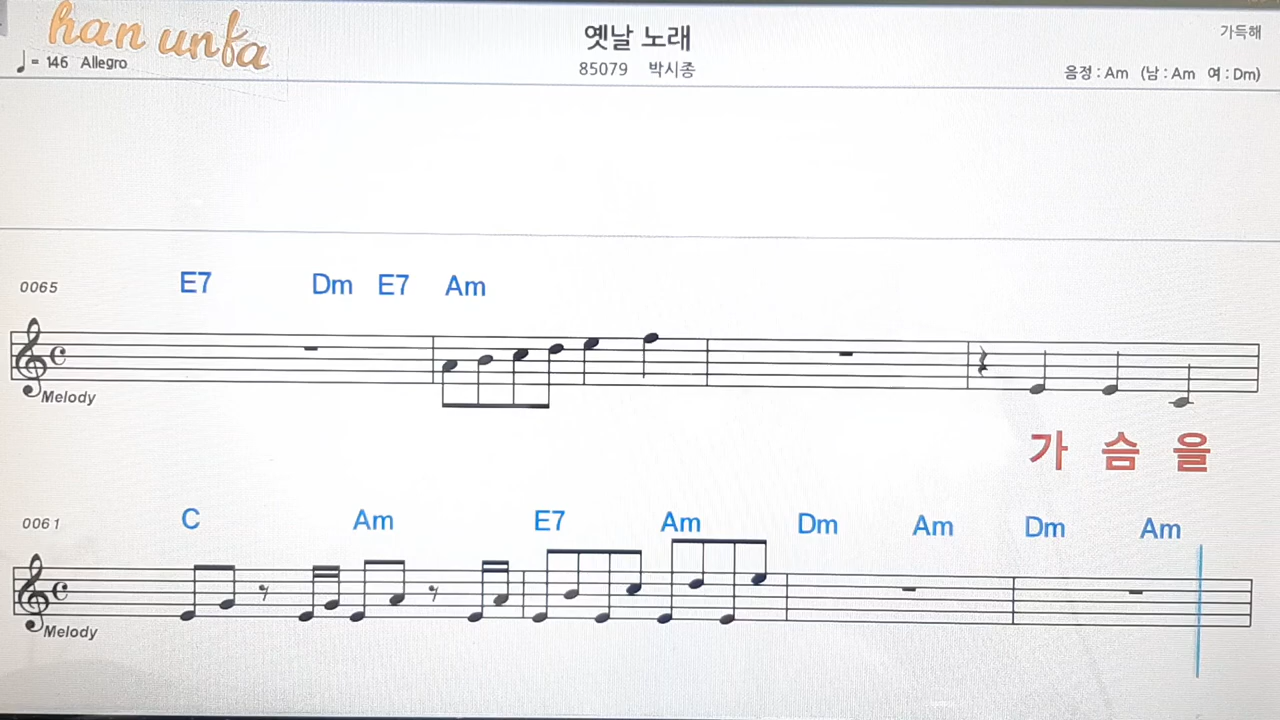 han unfa
♩= 146 Allegro
옛날 노래
85079 박시종
가득해
음정 : Am (남 : Am 여 : Dm)
0065
E7 Dm E7 Am
Melody
가 슴 을
0061
C Am E7 Am Dm Am Dm Am
Melody